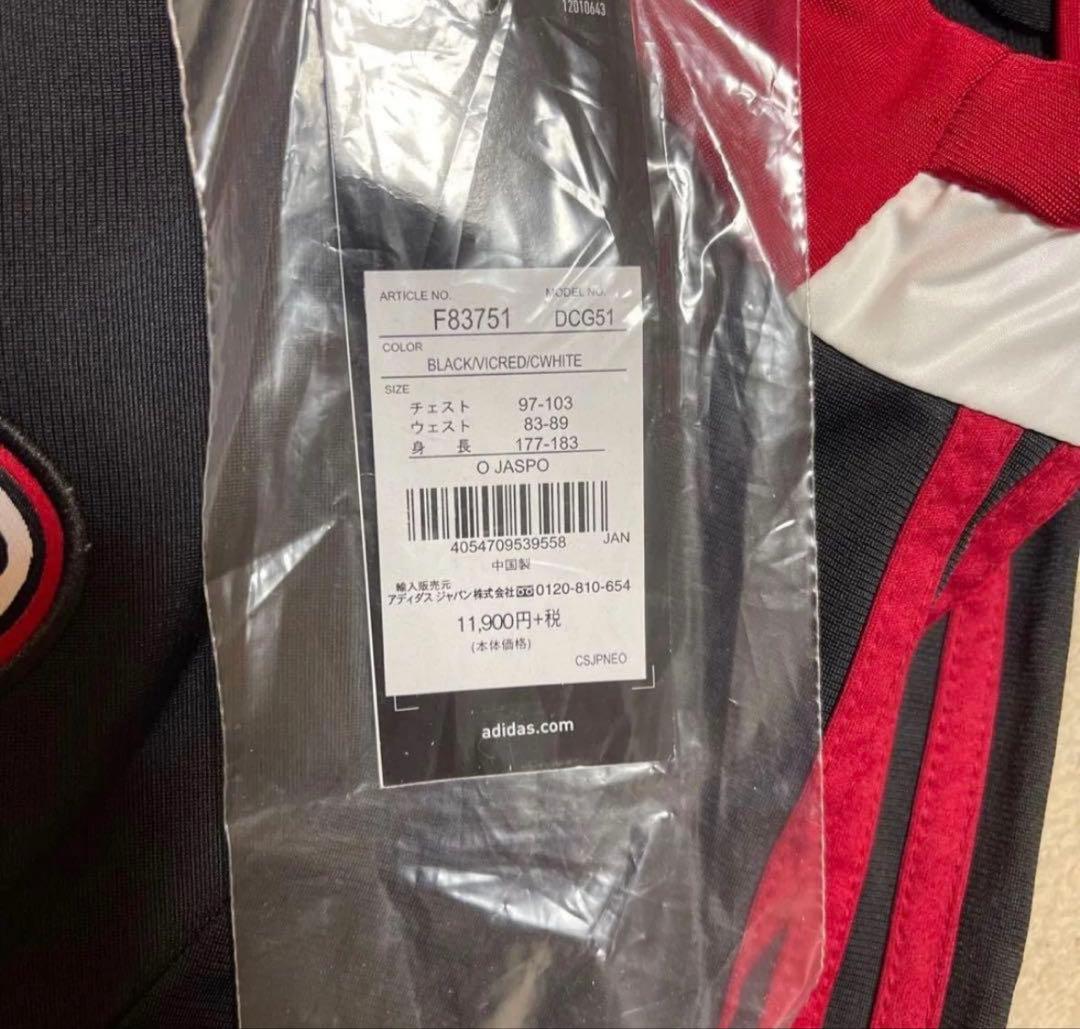 12010643
ARTICLE NO. MODEL NO.
F83751 DCG51
COLOR
BLACK/VICRED/CWHITE
SIZE
チェスト 97-103
ウェスト 83-89
身 長 177-183
O JASPO
4054709539558 JAN
中国製
輸入販売元
アディダス ジャパン株式会社 0120-810-654
11,900円+税
(本体価格)
CSJPNEO
adidas.com